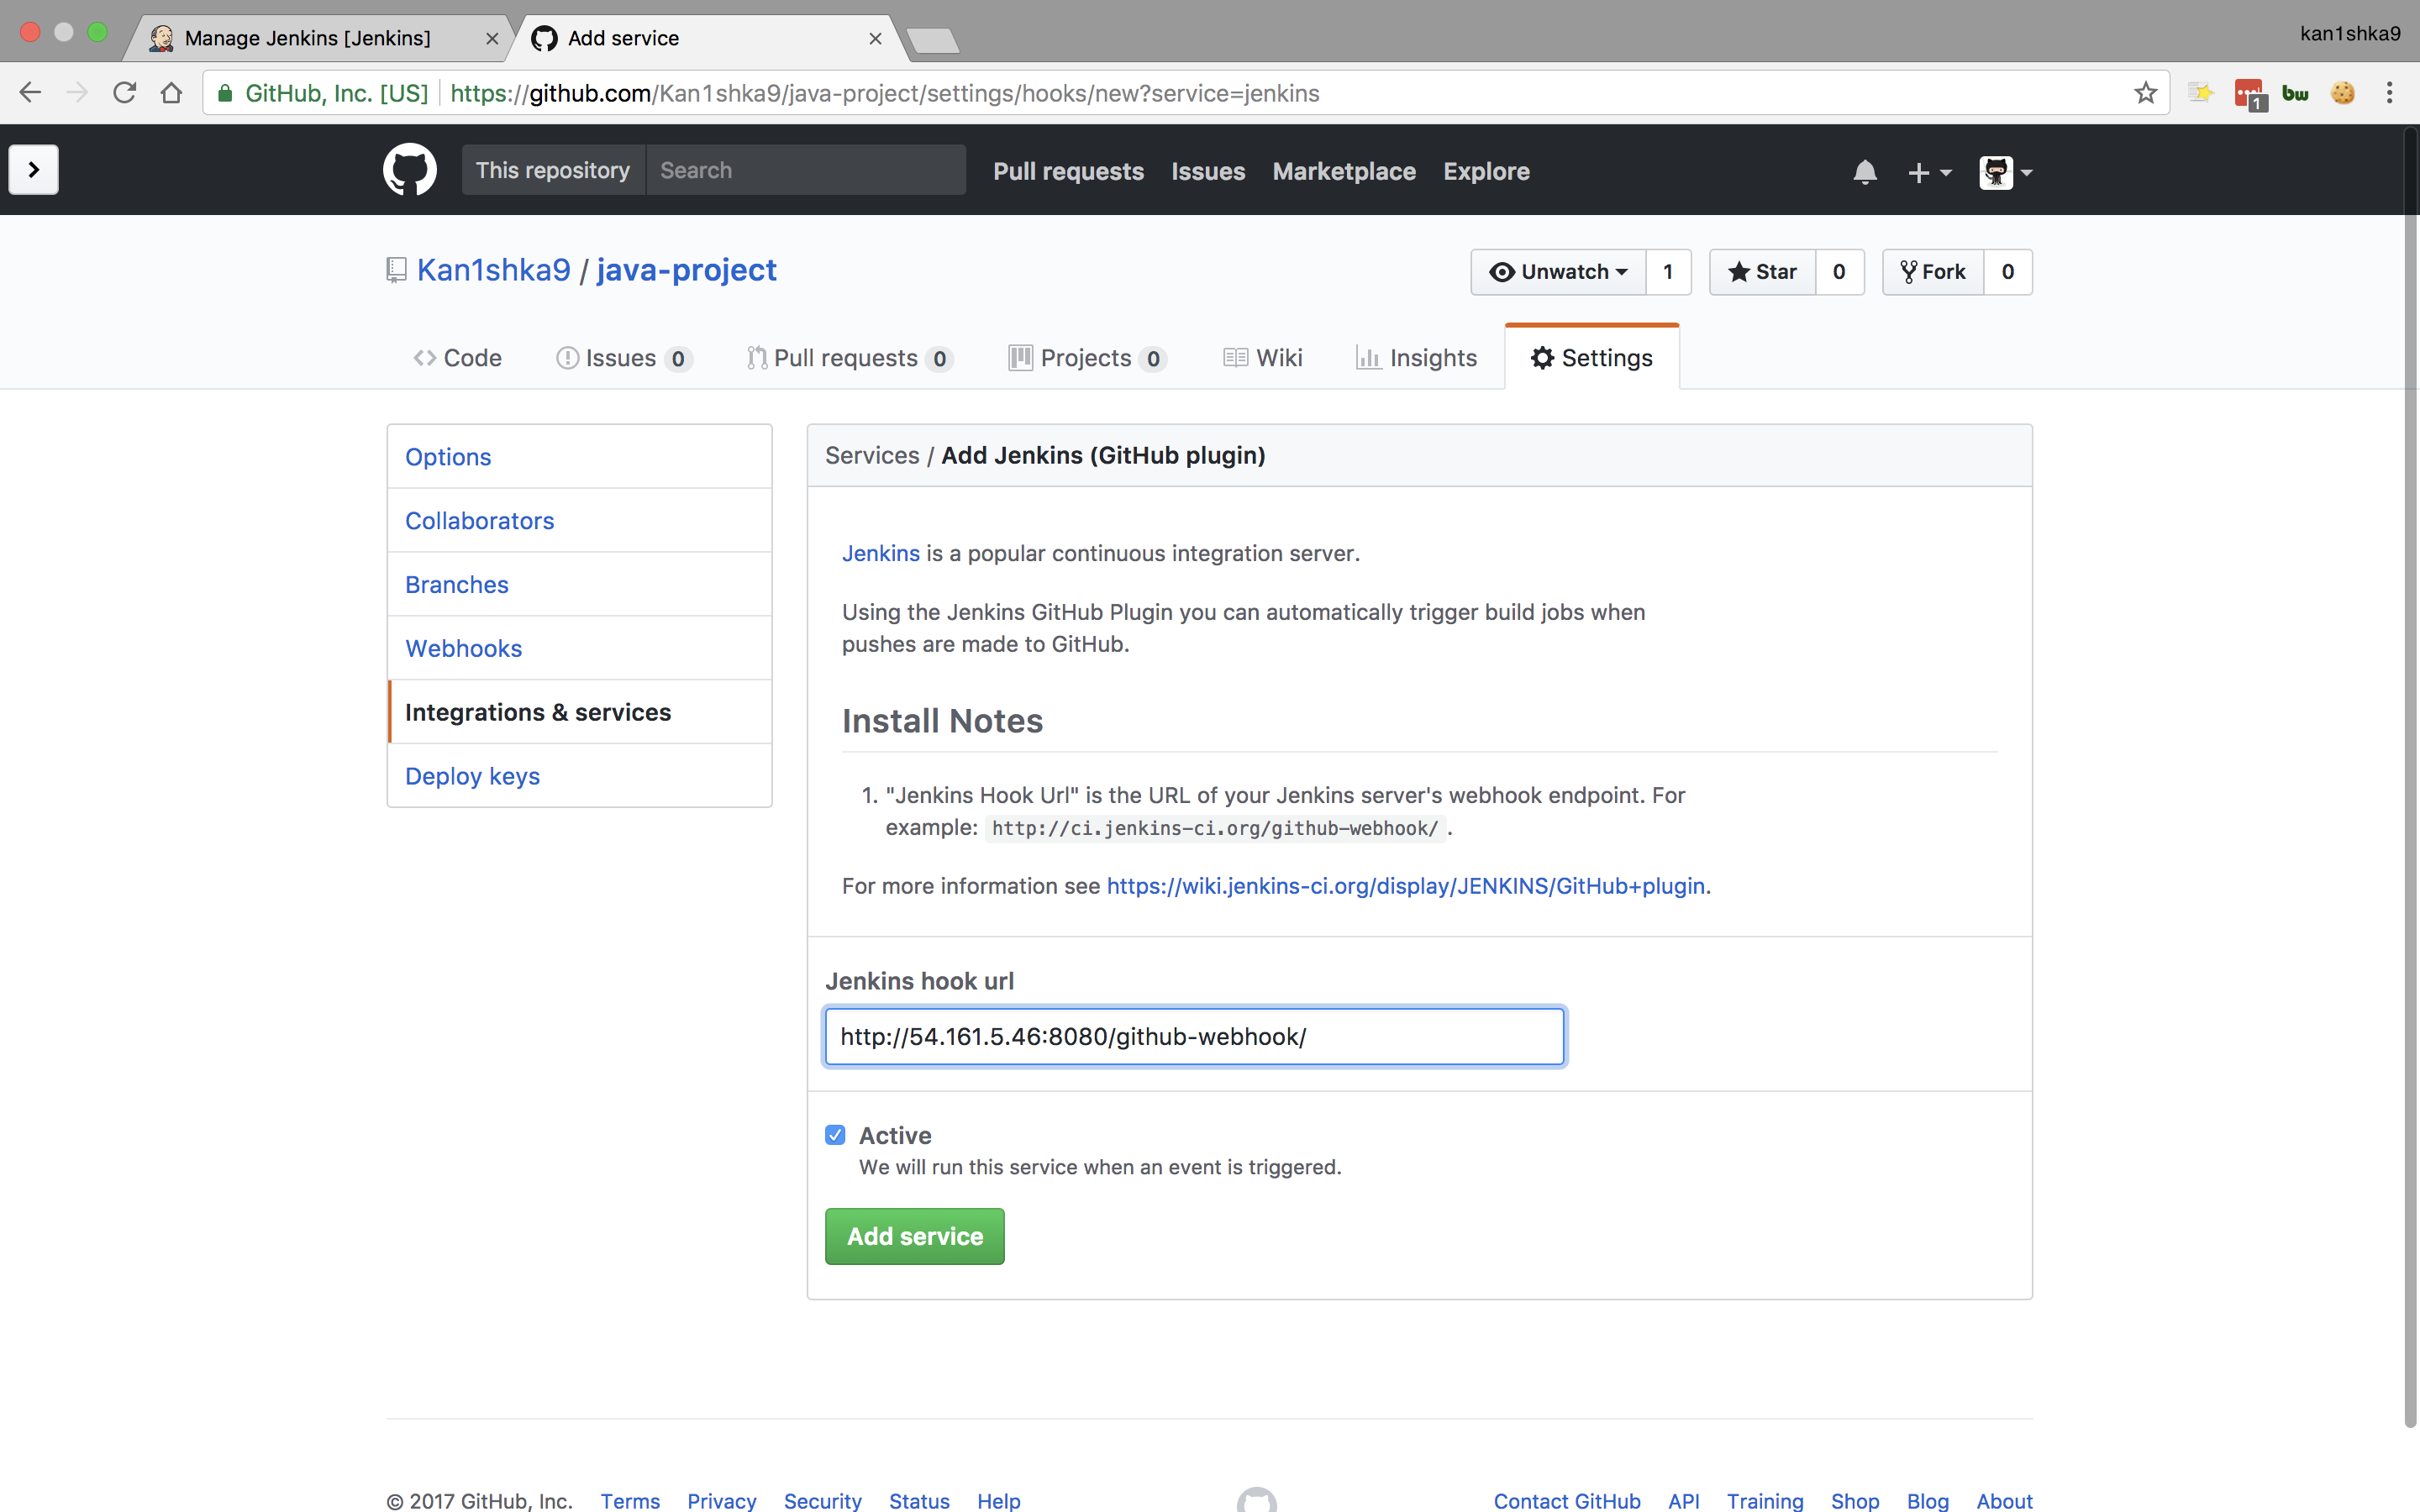 Manage Jenkins [Jenkins]
Add service
kan1shka9
GitHub, Inc. [US]
https://github.com/Kan1shka9/java-project/settings/hooks/new?service=jenkins
1
bw
This repository
Search
Pull requests
Issues
Marketplace
Explore
Kan1shka9 / java-project
Unwatch 1
Star 0
Fork 0
Code
Issues 0
Pull requests 0
Projects 0
Wiki
Insights
Settings
Options
Collaborators
Branches
Webhooks
Integrations & services
Deploy keys
Services / Add Jenkins (GitHub plugin)
Jenkins is a popular continuous integration server.
Using the Jenkins GitHub Plugin you can automatically trigger build jobs when
pushes are made to GitHub.
Install Notes
1. "Jenkins Hook Url" is the URL of your Jenkins server's webhook endpoint. For
example: http://ci.jenkins-ci.org/github-webhook/ .
For more information see https://wiki.jenkins-ci.org/display/JENKINS/GitHub+plugin.
Jenkins hook url
http://54.161.5.46:8080/github-webhook/
Active
We will run this service when an event is triggered.
Add service
© 2017 GitHub, Inc.
Terms
Privacy
Security
Status
Help
Contact GitHub
API
Training
Shop
Blog
About